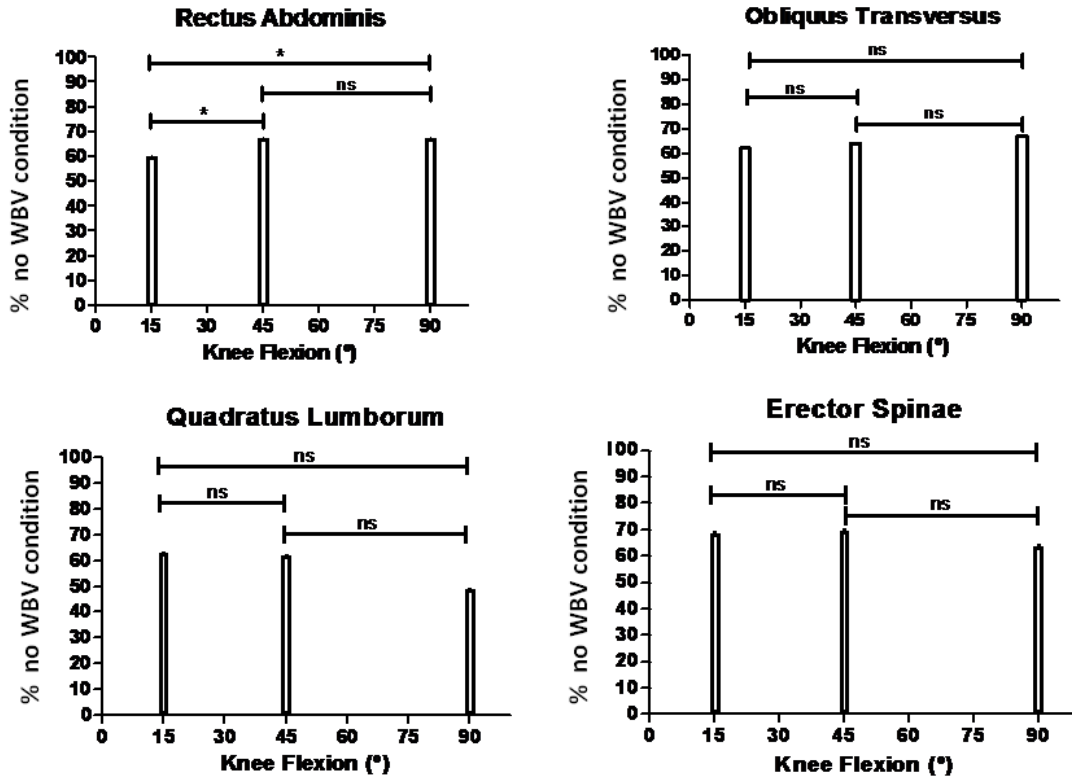 Rectus Abdominis
% no WBV condition
100
90
80
70
60
50
40
30
20
10
0
*
ns
*
0 15 30 45 60 75 90
Knee Flexion (°)
Obliquus Transversus
% no WBV condition
100
90
80
70
60
50
40
30
20
10
0
ns
ns
ns
0 15 30 45 60 75 90
Knee Flexion (°)
Quadratus Lumborum
% no WBV condition
100
90
80
70
60
50
40
30
20
10
0
ns
ns
ns
0 15 30 45 60 75 90
Knee Flexion (°)
Erector Spinae
% no WBV condition
100
90
80
70
60
50
40
30
20
10
0
ns
ns
ns
0 15 30 45 60 75 90
Knee Flexion (°)